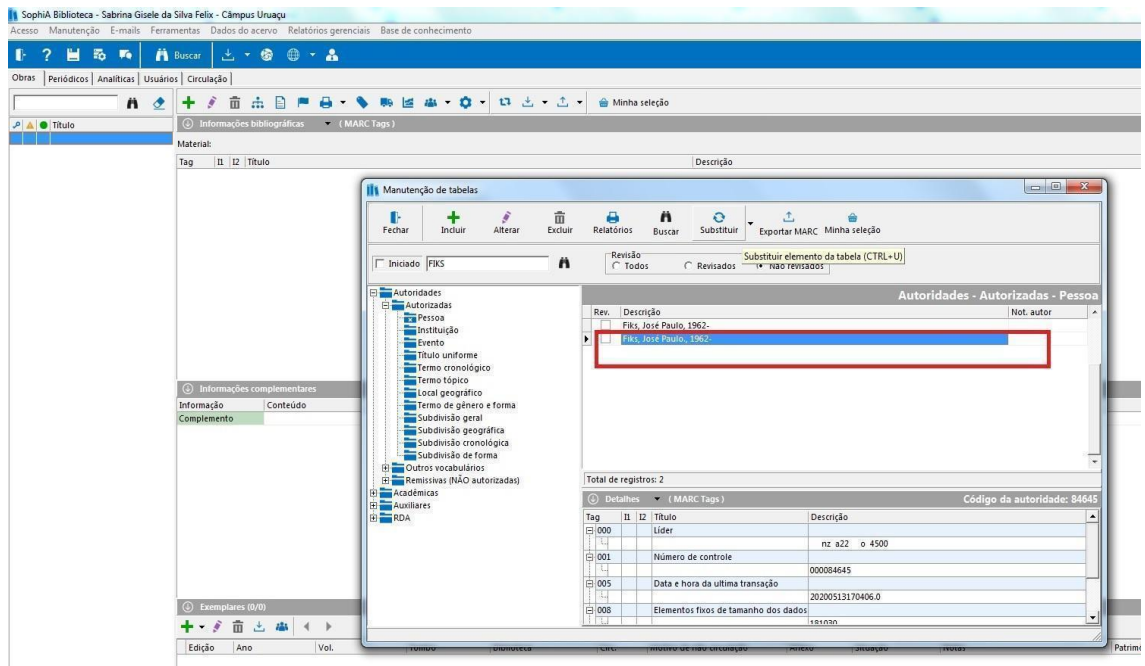 SophiA Biblioteca - Sabrina Gisele da Silva Felix - Câmpus Uruaçu
Acesso Manutenção E-mails Ferramentas Dados do acervo Relatórios gerenciais Base de conhecimento
? Buscar
Obras Periódicos Analíticas Usuários Circulação
Minha seleção
Título
Informações bibliográficas (MARC Tags)
Material:
Tag I1 I2 Título Descrição
Manutenção de tabelas
Fechar Incluir Alterar Excluir Relatórios Buscar Substituir Exportar MARC Minha seleção
Substituir elemento da tabela (CTRL+U)
Iniciado FIKS
Revisão
Todos Revisados Não revisados
Autoridades
Autorizadas
Pessoa
Instituição
Evento
Título uniforme
Termo cronológico
Termo tópico
Local geográfico
Termo de gênero e forma
Subdivisão geral
Subdivisão geográfica
Subdivisão cronológica
Subdivisão de forma
Outros vocabulários
Remissivas (NÃO autorizadas)
Acadêmicas
Auxiliares
RDA
Autoridades - Autorizadas - Pessoa
Rev. Descrição Not. autor
Fiks, José Paulo, 1962-
Fiks, José Paulo., 1962-
Total de registros: 2
Detalhes (MARC Tags) Código da autoridade: 84645
Tag I1 I2 Título Descrição
000 Líder
nz a22 o 4500
001 Número de controle
000084645
005 Data e hora da ultima transação
20200513170406.0
008 Elementos fixos de tamanho dos dados
181030
Informações complementares
Informação Conteúdo
Complemento
Exemplares (0/0)
Edição Ano Vol. Tombo Biblioteca Circ. Motivo de não circulação Anexo Situação Notas Patrim